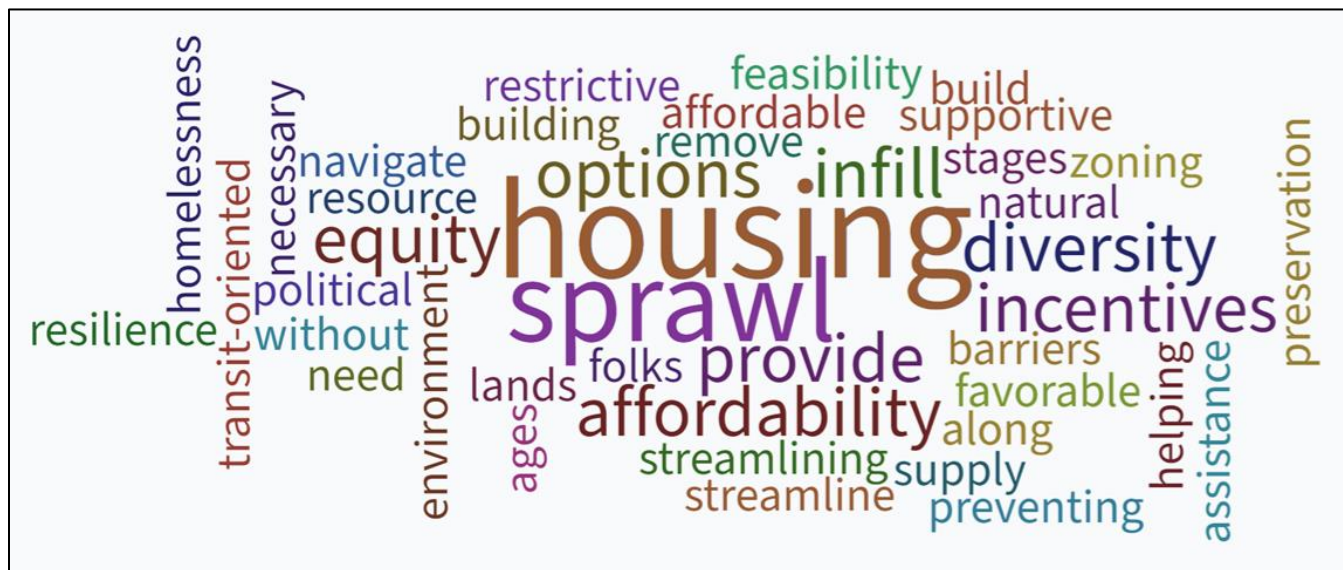 homelessness
necessary
restrictive
feasibility
build
building
affordable
supportive
remove
navigate
options
infill
stages
zoning
preservation
transit-oriented
resource
housing
natural
equity
diversity
political
environment
sprawl
incentives
resilience
without
folks
provide
barriers
helping
assistance
need
lands
favorable
ages
affordability
along
streamlining
supply
streamline
preventing